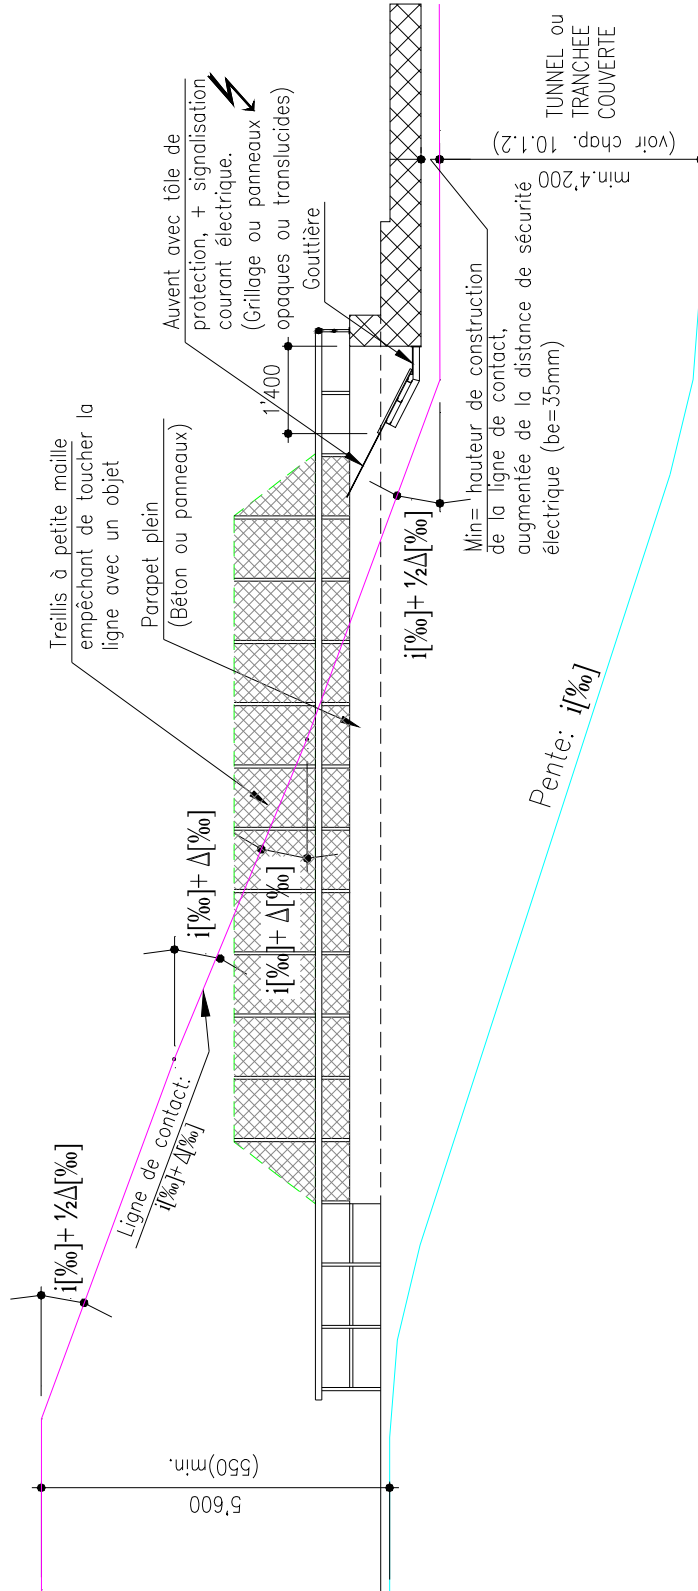 Treillis à petite maille
empêchant de toucher la
ligne avec un objet
Parapet plein
(Béton ou panneaux)
Auvent avec tôle de
protection, + signalisation
courant électrique.
(Grillage ou panneaux
opaques ou translucides)
Gouttière
1'400
TUNNEL ou
TRANCHEE
COUVERTE
(voir chap. 10.1.2)
min.4'200
Min= hauteur de construction
de la ligne de contact,
augmentée de la distance de sécurité
électrique (be=35mm)
i[‰]+ ½Δ[‰]
i[‰]+ Δ[‰]
i[‰]+ Δ[‰]
Ligne de contact:
i[‰]+ Δ[‰]
i[‰]+ ½Δ[‰]
Pente: i[‰]
(550)min.
5'600